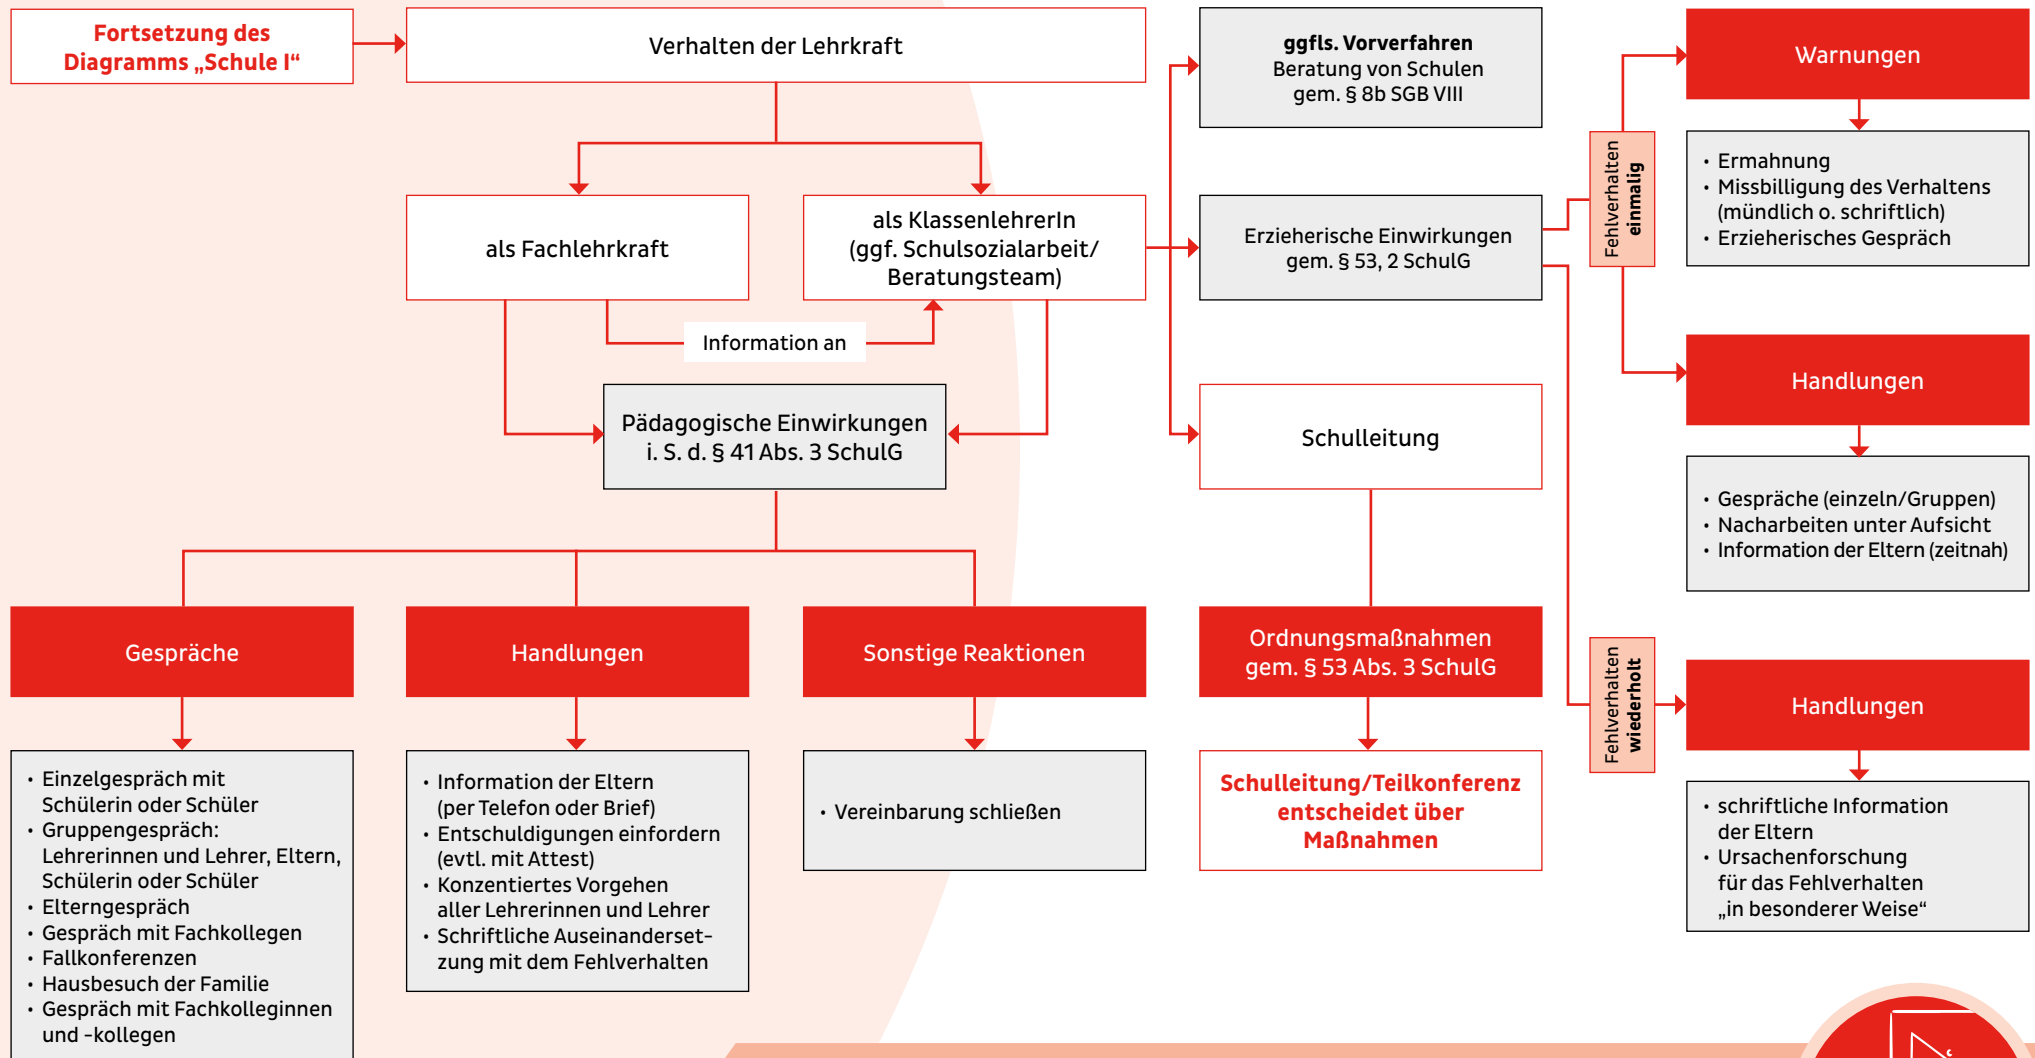 Fortsetzung des
Diagramms „Schule I“
Verhalten der Lehrkraft
als Fachlehrkraft
als KlassenlehrerIn
(ggf. Schulsozialarbeit/
Beratungsteam)
Information an
Pädagogische Einwirkungen
i. S. d. § 41 Abs. 3 SchulG
Gespräche
• Einzelgespräch mit
Schülerin oder Schüler
• Gruppengespräch:
Lehrerinnen und Lehrer, Eltern,
Schülerin oder Schüler
• Elterngespräch
• Gespräch mit Fachkollegen
• Fallkonferenzen
• Hausbesuch der Familie
• Gespräch mit Fachkolleginnen
und -kollegen
Handlungen
• Information der Eltern
(per Telefon oder Brief)
• Entschuldigungen einfordern
(evtl. mit Attest)
• Konzentiertes Vorgehen
aller Lehrerinnen und Lehrer
• Schriftliche Auseinanderset-
zung mit dem Fehlverhalten
Sonstige Reaktionen
• Vereinbarung schließen
ggfls. Vorverfahren
Beratung von Schulen
gem. § 8b SGB VIII
Erzieherische Einwirkungen
gem. § 53, 2 SchulG
Schulleitung
Ordnungsmaßnahmen
gem. § 53 Abs. 3 SchulG
Schulleitung/Teilkonferenz
entscheidet über
Maßnahmen
Fehlverhalten
einmalig
Warnungen
• Ermahnung
• Missbilligung des Verhaltens
(mündlich o. schriftlich)
• Erzieherisches Gespräch
Handlungen
• Gespräche (einzeln/Gruppen)
• Nacharbeiten unter Aufsicht
• Information der Eltern (zeitnah)
Fehlverhalten
wiederholt
Handlungen
• schriftliche Information
der Eltern
• Ursachenforschung
für das Fehlverhalten
„in besonderer Weise“